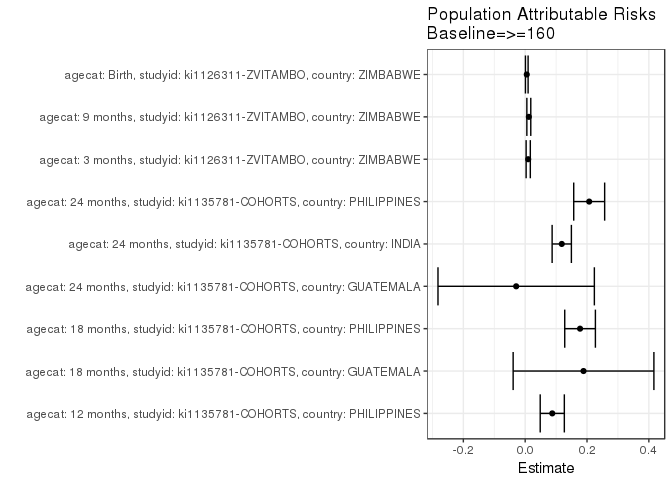 Population Attributable Risks
Baseline=>=160
agecat: Birth, studyid: ki1126311-ZVITAMBO, country: ZIMBABWE
agecat: 9 months, studyid: ki1126311-ZVITAMBO, country: ZIMBABWE
agecat: 3 months, studyid: ki1126311-ZVITAMBO, country: ZIMBABWE
agecat: 24 months, studyid: ki1135781-COHORTS, country: PHILIPPINES
agecat: 24 months, studyid: ki1135781-COHORTS, country: INDIA
agecat: 24 months, studyid: ki1135781-COHORTS, country: GUATEMALA
agecat: 18 months, studyid: ki1135781-COHORTS, country: PHILIPPINES
agecat: 18 months, studyid: ki1135781-COHORTS, country: GUATEMALA
agecat: 12 months, studyid: ki1135781-COHORTS, country: PHILIPPINES
-0.2 0.0 0.2 0.4
Estimate